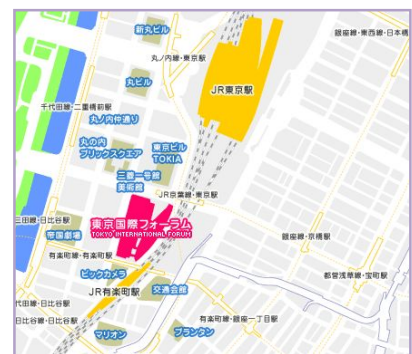 新丸ビル
銀座線・東西線・日本橋
丸ノ内線・東京駅
丸ビル
JR東京駅
千代田線・二重橋前駅
丸ノ内仲通り
丸の内
ブリックスクエア
東京ビル
TOKIA
三菱一号館
美術館
JR京葉線・東京駅
三田線・日比谷駅
東京国際フォーラム
TOKYO INTERNATIONAL FORUM
帝国劇場
銀座線・京橋駅
有楽町線・有楽町駅
ビックカメラ
都営浅草線・宝町駅
JR有楽町駅
交通会館
代田線・日比谷駅
日比谷線・日比谷駅
有楽町線・銀座一丁目駅
マリオン
プランタン